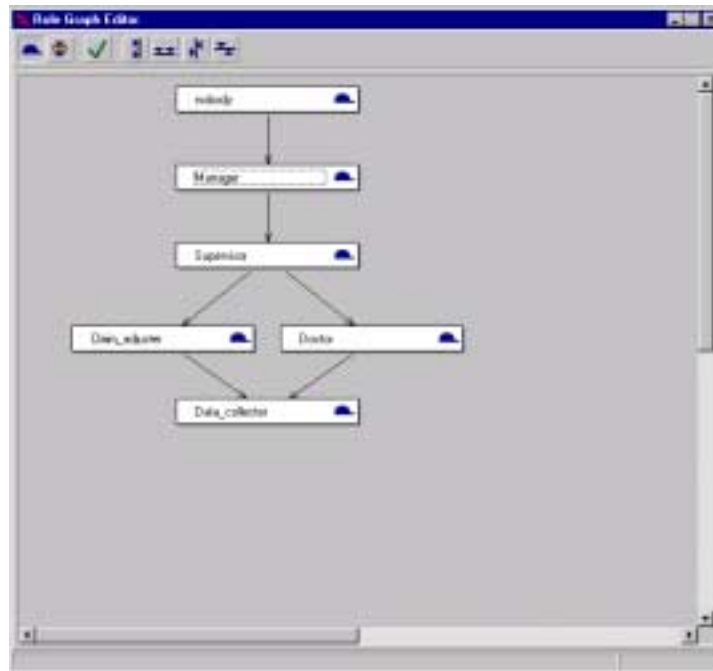 Role Graph Editor
nobody
Manager
Supervisor
Claim_adjuster
Doctor
Data_collector